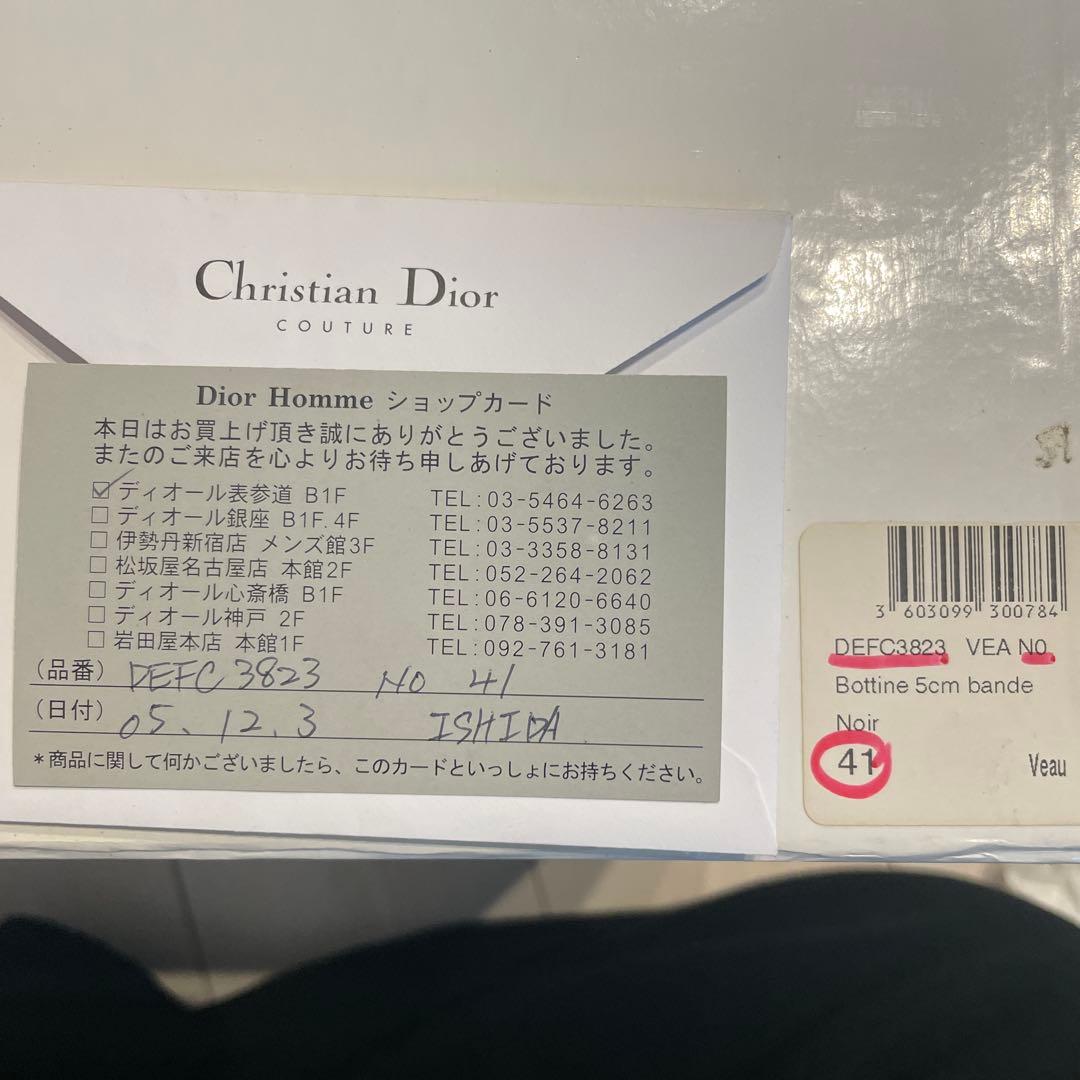 Christian Dior
COUTURE
Dior Homme ショップカード
本日はお買上げ頂き誠にありがとうございました。
またのご来店を心よりお待ち申しあげております。
☑ ディオール表参道 B1F TEL:03-5464-6263
☐ ディオール銀座 B1F.4F TEL:03-5537-8211
☐ 伊勢丹新宿店 メンズ館3F TEL:03-3358-8131
☐ 松坂屋名古屋店 本館2F TEL:052-264-2062
☐ ディオール心斎橋 B1F TEL:06-6120-6640
☐ ディオール神戸 2F TEL:078-391-3085
☐ 岩田屋本店 本館1F TEL:092-761-3181
(品番) DEFC3823 NO 41
(日付) 05.12.3 ISHIDA
*商品に関して何かございましたら、このカードといっしょにお持ちください。
3 603099 300784
DEFC3823 VEA N0
Bottine 5cm bande
Noir
41 Veau